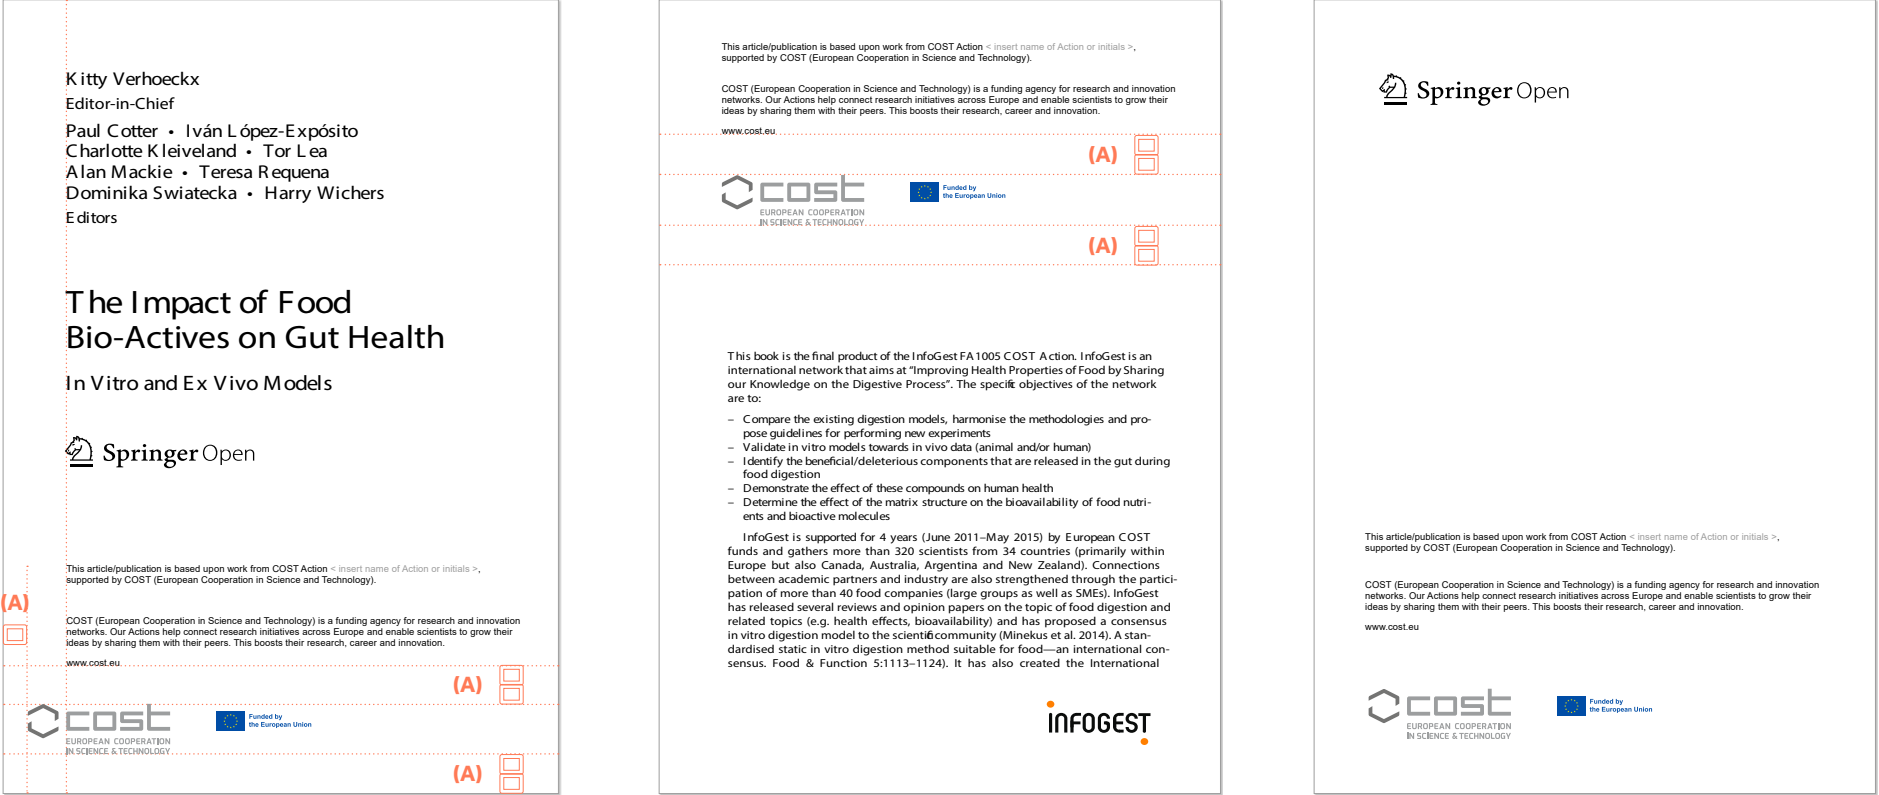 Kitty Verhoeckx
Editor-in-Chief
Paul Cotter • Iván López-Expósito
Charlotte Kleiveland • Tor Lea
Alan Mackie • Teresa Requena
Dominika Swiatecka • Harry Wichers
Editors
The Impact of Food
Bio-Actives on Gut Health
In Vitro and Ex Vivo Models
Springer Open
This article/publication is based upon work from COST Action < insert name of Action or initials >,
supported by COST (European Cooperation in Science and Technology).
(A)
COST (European Cooperation in Science and Technology) is a funding agency for research and innovation
networks. Our Actions help connect research initiatives across Europe and enable scientists to grow their
ideas by sharing them with their peers. This boosts their research, career and innovation.
www.cost.eu
(A)
cost
EUROPEAN COOPERATION
IN SCIENCE & TECHNOLOGY
Funded by
the European Union
(A)
This article/publication is based upon work from COST Action < insert name of Action or initials >,
supported by COST (European Cooperation in Science and Technology).
COST (European Cooperation in Science and Technology) is a funding agency for research and innovation
networks. Our Actions help connect research initiatives across Europe and enable scientists to grow their
ideas by sharing them with their peers. This boosts their research, career and innovation.
www.cost.eu
(A)
cost
EUROPEAN COOPERATION
IN SCIENCE & TECHNOLOGY
Funded by
the European Union
(A)
This book is the final product of the InfoGest FA1005 COST Action. InfoGest is an
international network that aims at “Improving Health Properties of Food by Sharing
our Knowledge on the Digestive Process”. The specific objectives of the network
are to:
– Compare the existing digestion models, harmonise the methodologies and pro-
pose guidelines for performing new experiments
– Validate in vitro models towards in vivo data (animal and/or human)
– Identify the beneficial/deleterious components that are released in the gut during
food digestion
– Demonstrate the effect of these compounds on human health
– Determine the effect of the matrix structure on the bioavailability of food nutri-
ents and bioactive molecules
InfoGest is supported for 4 years (June 2011–May 2015) by European COST
funds and gathers more than 320 scientists from 34 countries (primarily within
Europe but also Canada, Australia, Argentina and New Zealand). Connections
between academic partners and industry are also strengthened through the partici-
pation of more than 40 food companies (large groups as well as SMEs). InfoGest
has released several reviews and opinion papers on the topic of food digestion and
related topics (e.g. health effects, bioavailability) and has proposed a consensus
in vitro digestion model to the scientific community (Minekus et al. 2014). A stan-
dardised static in vitro digestion method suitable for food—an international con-
sensus. Food & Function 5:1113–1124). It has also created the International
INFOGEST
Springer Open
This article/publication is based upon work from COST Action < insert name of Action or initials >,
supported by COST (European Cooperation in Science and Technology).
COST (European Cooperation in Science and Technology) is a funding agency for research and innovation
networks. Our Actions help connect research initiatives across Europe and enable scientists to grow their
ideas by sharing them with their peers. This boosts their research, career and innovation.
www.cost.eu
cost
EUROPEAN COOPERATION
IN SCIENCE & TECHNOLOGY
Funded by
the European Union